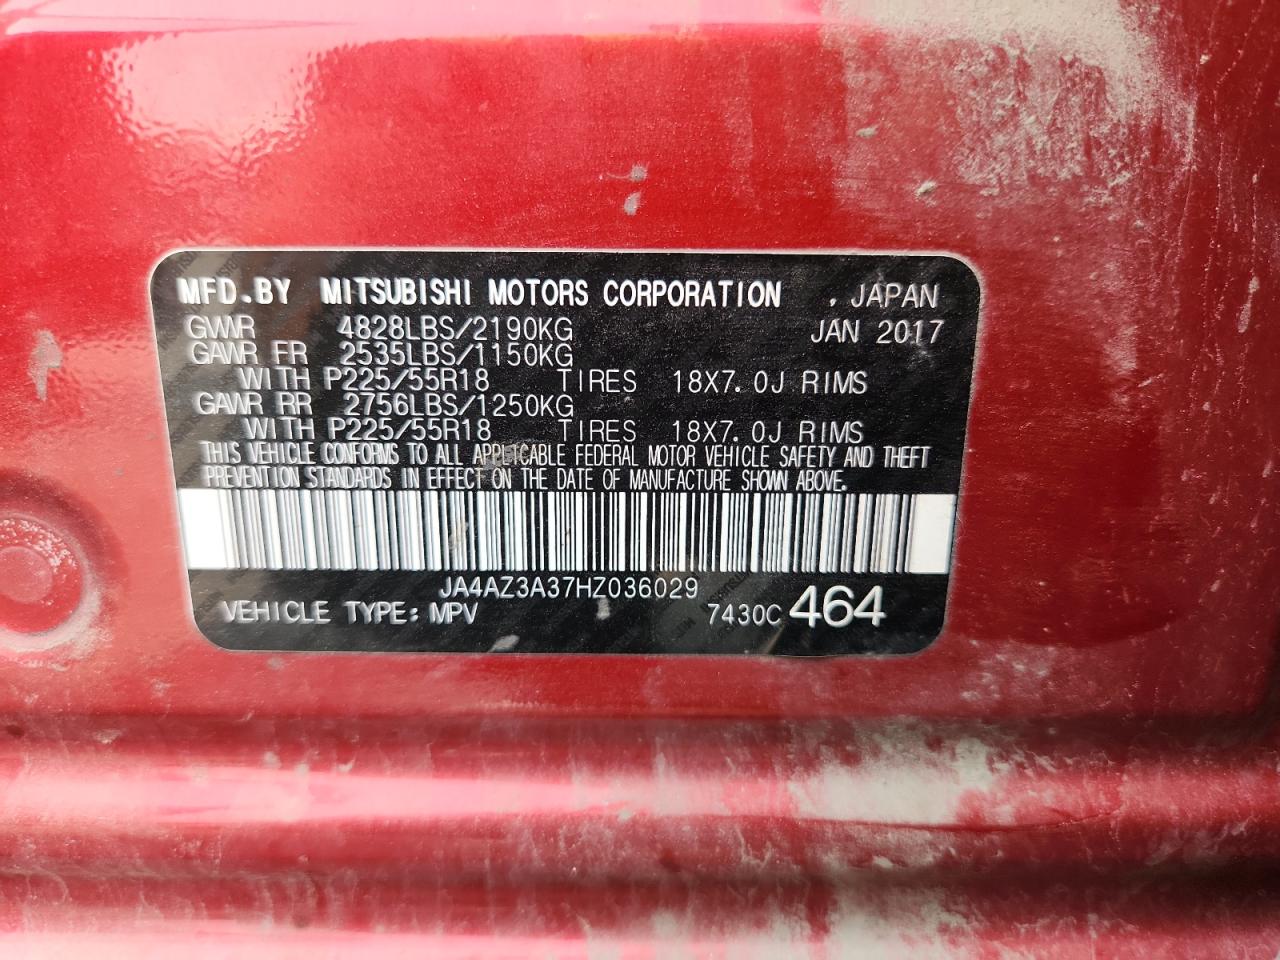 MFD.BY MITSUBISHI MOTORS CORPORATION , JAPAN
GVWR 4828LBS/2190KG JAN 2017
GAWR FR 2535LBS/1150KG
WITH P225/55R18 TIRES 18X7.0J RIMS
GAWR RR 2756LBS/1250KG
WITH P225/55R18 TIRES 18X7.0J RIMS
THIS VEHICLE CONFORMS TO ALL APPLICABLE FEDERAL MOTOR VEHICLE SAFETY AND THEFT
PREVENTION STANDARDS IN EFFECT ON THE DATE OF MANUFACTURE SHOWN ABOVE.
JA4AZ3A37HZ036029
VEHICLE TYPE: MPV 7430C 464